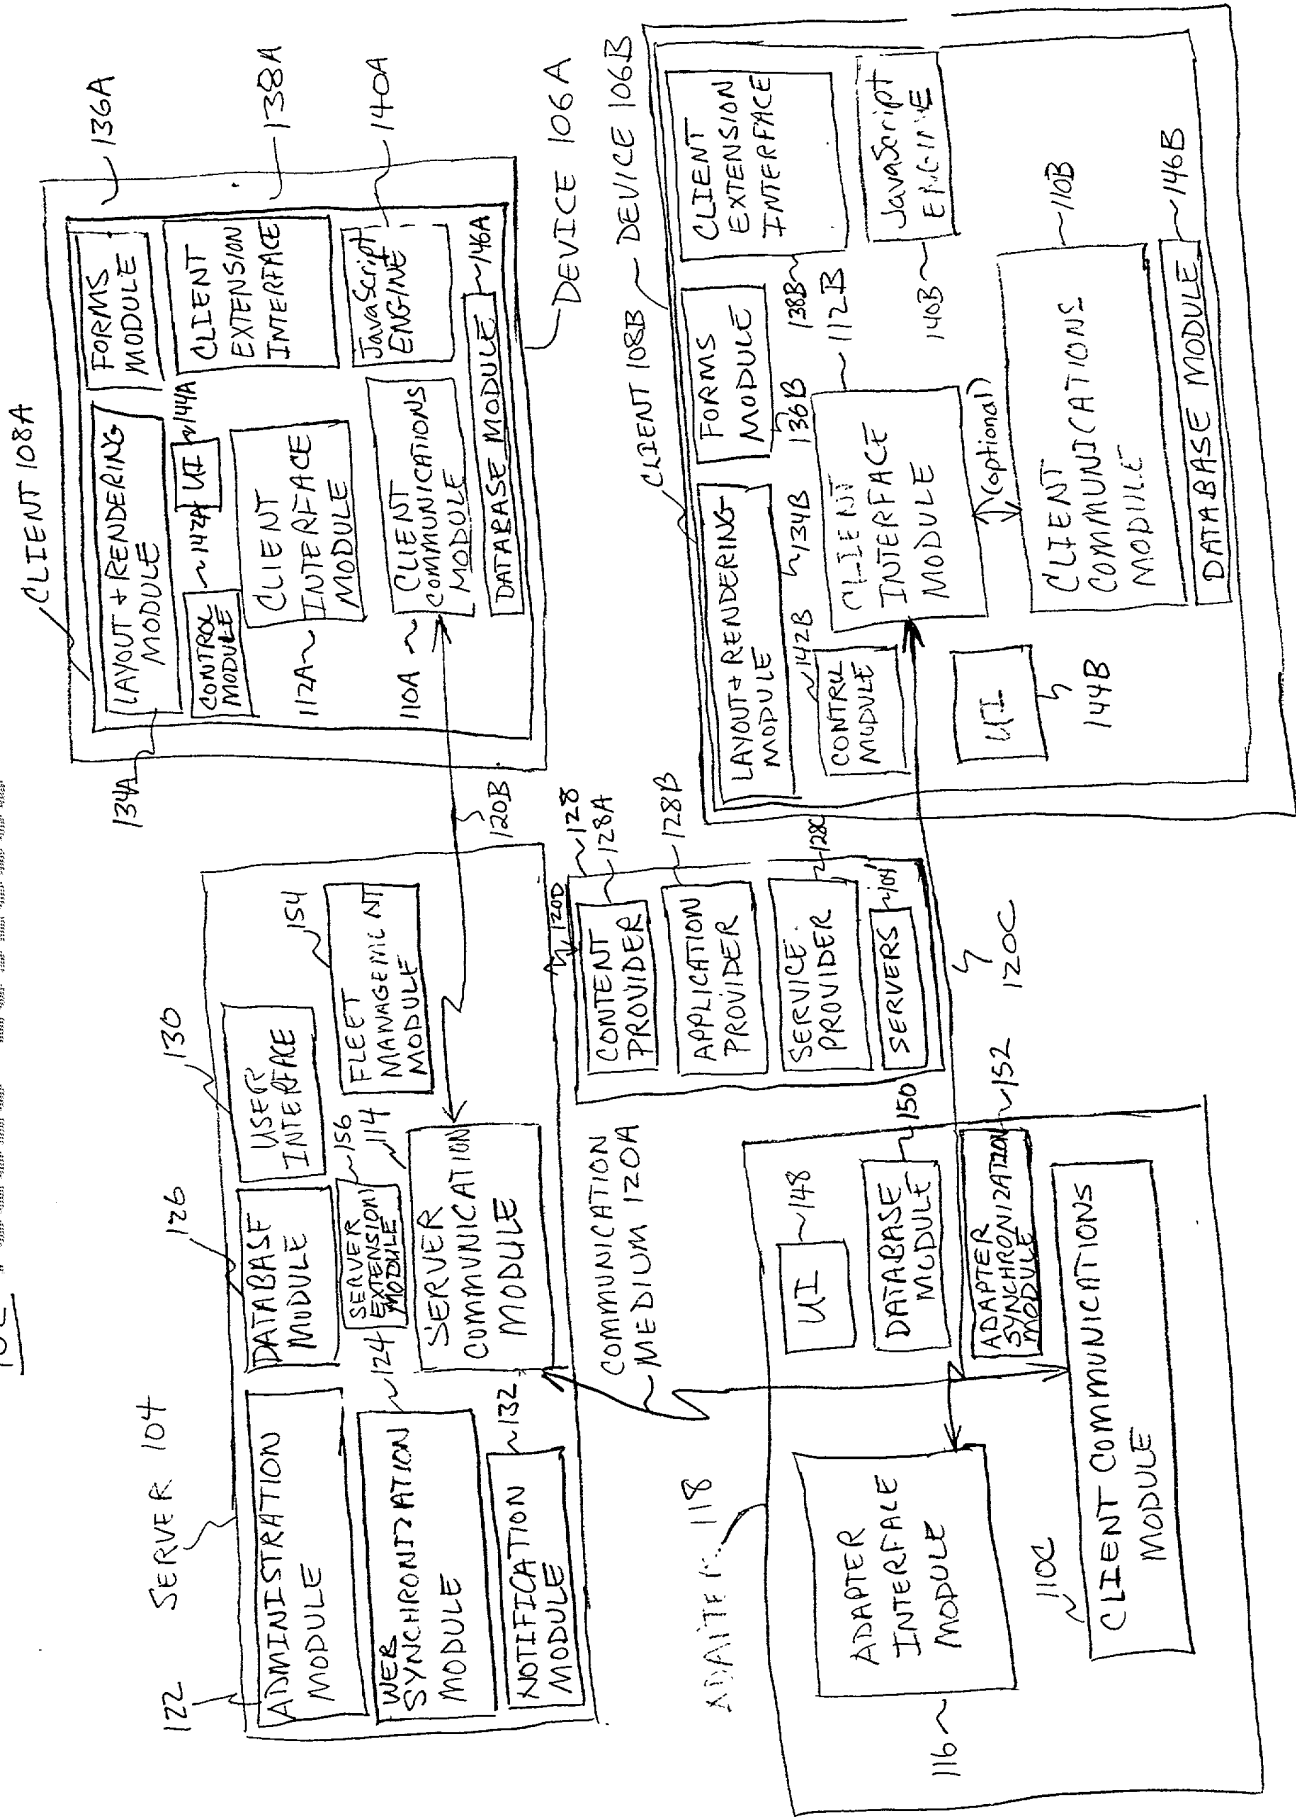 102
SERVER 104
122
ADMINISTRATION
MODULE
126
DATABASE
MODULE
130
USER
INTERFACE
154
FLEET
MANAGEMENT
MODULE
WEB
SYNCHRONIZATION
MODULE
124
SERVER
EXTENSION
MODULE
156
114
SERVER
COMMUNICATION
MODULE
NOTIFICATION
MODULE
132
CLIENT 108A
136A
134A
LAYOUT + RENDERING
MODULE
FORMS
MODULE
CONTROL
MODULE
142A
UI
144A
CLIENT
EXTENSION
INTERFACE
138A
112A
CLIENT
INTERFACE
MODULE
JavaScript
ENGINE
140A
110A
CLIENT
COMMUNICATIONS
MODULE
DATABASE MODULE
146A
DEVICE 106A
120B
120D
128
CONTENT
PROVIDER
128A
APPLICATION
PROVIDER
128B
SERVICE
PROVIDER
128C
SERVERS
104'
COMMUNICATION
MEDIUM 120A
120C
ADAPTER 118
UI
148
DATABASE
MODULE
150
ADAPTER
SYNCHRONIZATION
MODULE
152
ADAPTER
INTERFACE
MODULE
116
110C
CLIENT COMMUNICATIONS
MODULE
CLIENT 108B
DEVICE 106B
LAYOUT + RENDERING
MODULE
134B
FORMS
MODULE
136B
CLIENT
EXTENSION
INTERFACE
138B
142B
CONTROL
MODULE
112B
CLIENT
INTERFACE
MODULE
140B
JavaScript
ENGINE
(optional)
UI
144B
CLIENT
COMMUNICATIONS
MODULE
110B
DATABASE MODULE
146B